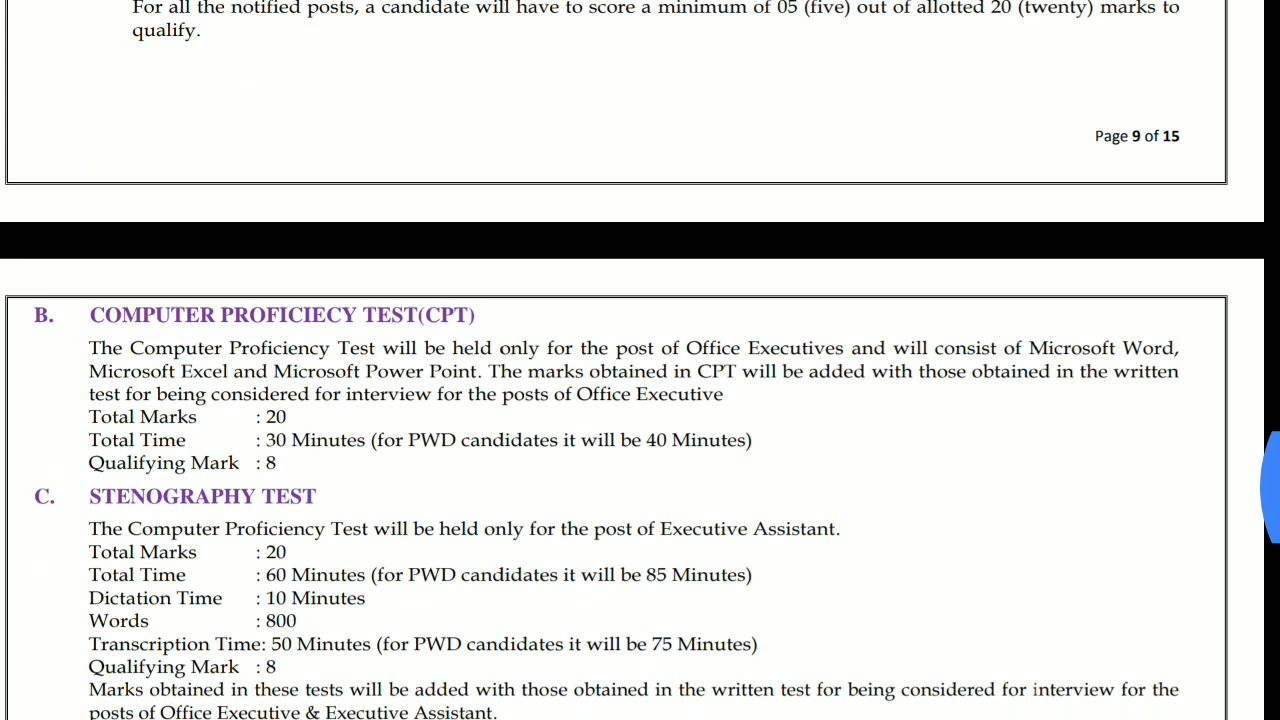 For all the notified posts, a candidate will have to score a minimum of 05 (five) out of allotted 20 (twenty) marks to
qualify.
Page 9 of 15
B. COMPUTER PROFICIECY TEST(CPT)
The Computer Proficiency Test will be held only for the post of Office Executives and will consist of Microsoft Word,
Microsoft Excel and Microsoft Power Point. The marks obtained in CPT will be added with those obtained in the written
test for being considered for interview for the posts of Office Executive
Total Marks : 20
Total Time : 30 Minutes (for PWD candidates it will be 40 Minutes)
Qualifying Mark : 8
C. STENOGRAPHY TEST
The Computer Proficiency Test will be held only for the post of Executive Assistant.
Total Marks : 20
Total Time : 60 Minutes (for PWD candidates it will be 85 Minutes)
Dictation Time : 10 Minutes
Words : 800
Transcription Time: 50 Minutes (for PWD candidates it will be 75 Minutes)
Qualifying Mark : 8
Marks obtained in these tests will be added with those obtained in the written test for being considered for interview for the
posts of Office Executive & Executive Assistant.